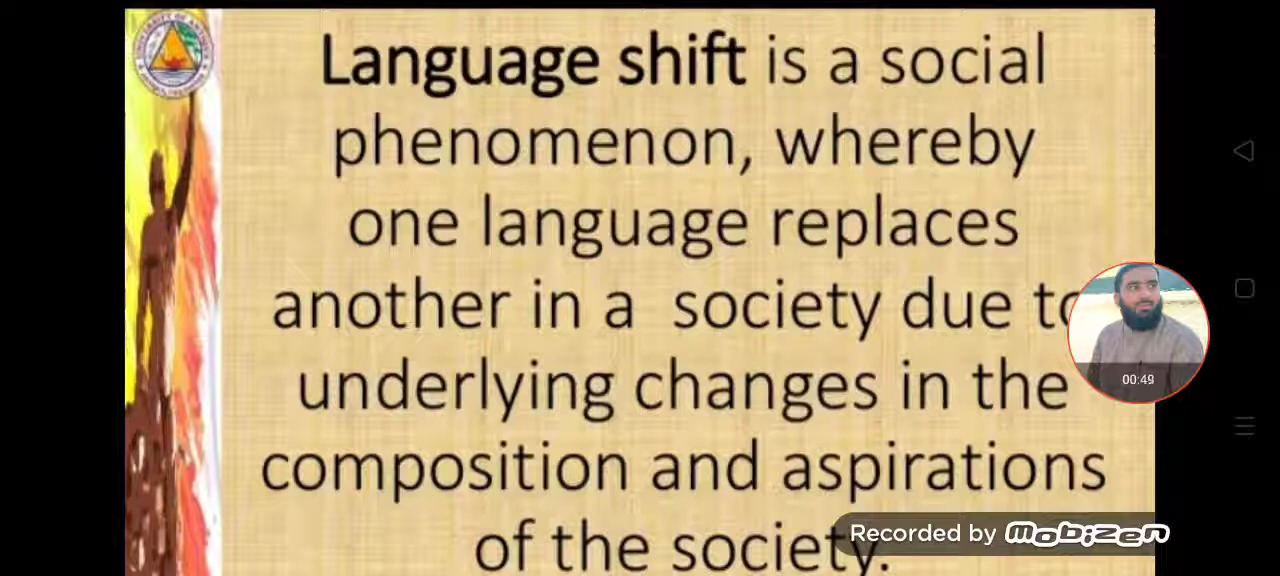 Language shift is a social
phenomenon, whereby
one language replaces
another in a society due to
underlying changes in the
composition and aspirations
of the society.
00:49
Recorded by mobizen